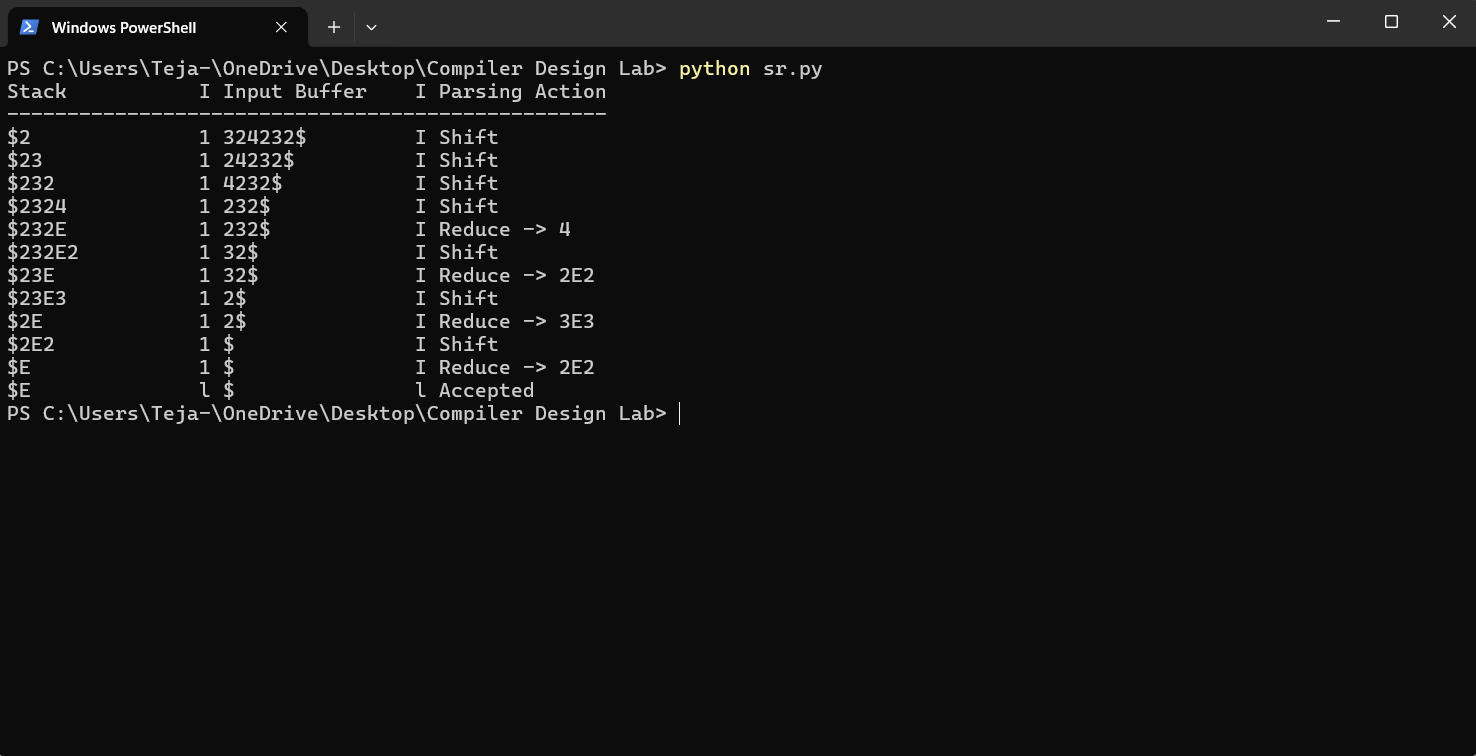 Windows PowerShell
PS C:\Users\Teja-\OneDrive\Desktop\Compiler Design Lab> python sr.py
Stack           I Input Buffer    I Parsing Action
--------------------------------------------------
$2              1 324232$         I Shift
$23             1 24232$          I Shift
$232            1 4232$           I Shift
$2324           1 232$            I Shift
$232E           1 232$            I Reduce -> 4
$232E2          1 32$             I Shift
$23E            1 32$             I Reduce -> 2E2
$23E3           1 2$              I Shift
$2E             1 2$              I Reduce -> 3E3
$2E2            1 $               I Shift
$E              1 $               I Reduce -> 2E2
$E              l $               l Accepted
PS C:\Users\Teja-\OneDrive\Desktop\Compiler Design Lab>